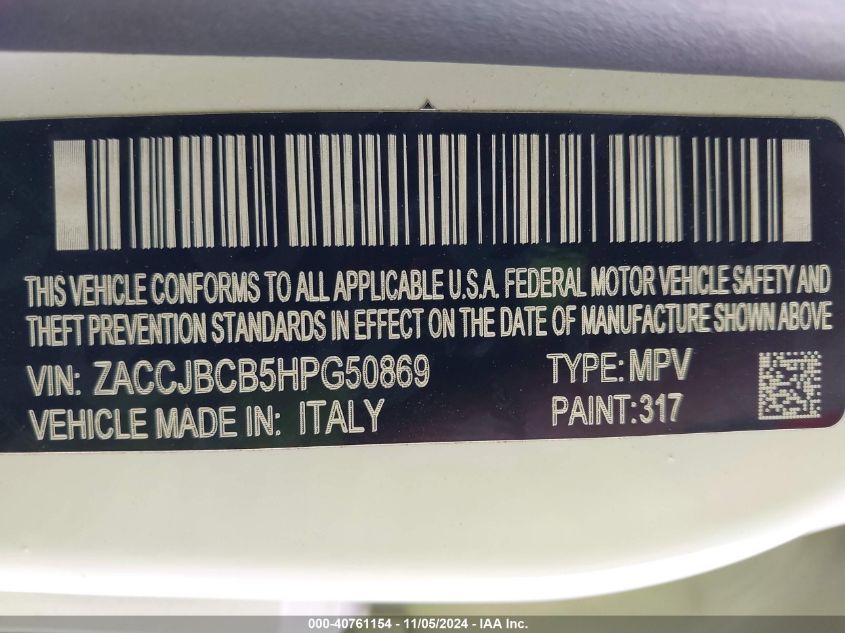 THIS VEHICLE CONFORMS TO ALL APPLICABLE U.S.A. FEDERAL MOTOR VEHICLE SAFETY AND
THEFT PREVENTION STANDARDS IN EFFECT ON THE DATE OF MANUFACTURE SHOWN ABOVE
VIN: ZACCJBCB5HPG50869 TYPE: MPV
VEHICLE MADE IN: ITALY PAINT:317
000-40761154 - 11/05/2024 - IAA Inc.